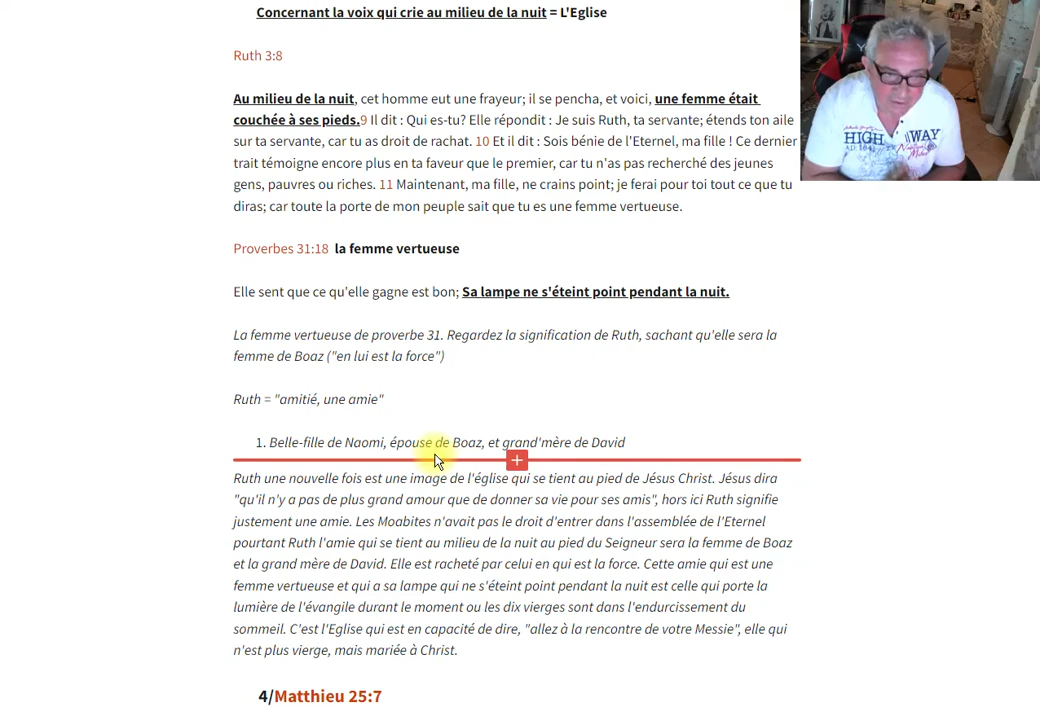 Concernant la voix qui crie au milieu de la nuit = L'Eglise
Ruth 3:8
Au milieu de la nuit, cet homme eut une frayeur; il se pencha, et voici, une femme était
couchée à ses pieds.9 Il dit : Qui es-tu? Elle répondit : Je suis Ruth, ta servante; étends ton aile
sur ta servante, car tu as droit de rachat. 10 Et il dit : Sois bénie de l'Eternel, ma fille ! Ce dernier
trait témoigne encore plus en ta faveur que le premier, car tu n'as pas recherché des jeunes
gens, pauvres ou riches. 11 Maintenant, ma fille, ne crains point; je ferai pour toi tout ce que tu
diras; car toute la porte de mon peuple sait que tu es une femme vertueuse.
HIGH WAY
AD 1841
Proverbes 31:18 la femme vertueuse
Elle sent que ce qu'elle gagne est bon; Sa lampe ne s'éteint point pendant la nuit.
La femme vertueuse de proverbe 31. Regardez la signification de Ruth, sachant qu'elle sera la
femme de Boaz ("en lui est la force")
Ruth = "amitié, une amie"
1. Belle-fille de Naomi, épouse de Boaz, et grand'mère de David
Ruth une nouvelle fois est une image de l'église qui se tient au pied de Jésus Christ. Jésus dira
"qu'il n'y a pas de plus grand amour que de donner sa vie pour ses amis", hors ici Ruth signifie
justement une amie. Les Moabites n'avait pas le droit d'entrer dans l'assemblée de l'Eternel
pourtant Ruth l'amie qui se tient au milieu de la nuit au pied du Seigneur sera la femme de Boaz
et la grand mère de David. Elle est racheté par celui en qui est la force. Cette amie qui est une
femme vertueuse et qui a sa lampe qui ne s'éteint point pendant la nuit est celle qui porte la
lumière de l'évangile durant le moment ou les dix vierges sont dans l'endurcissement du
sommeil. C'est l'Eglise qui est en capacité de dire, "allez à la rencontre de votre Messie", elle qui
n'est plus vierge, mais mariée à Christ.
4/Matthieu 25:7